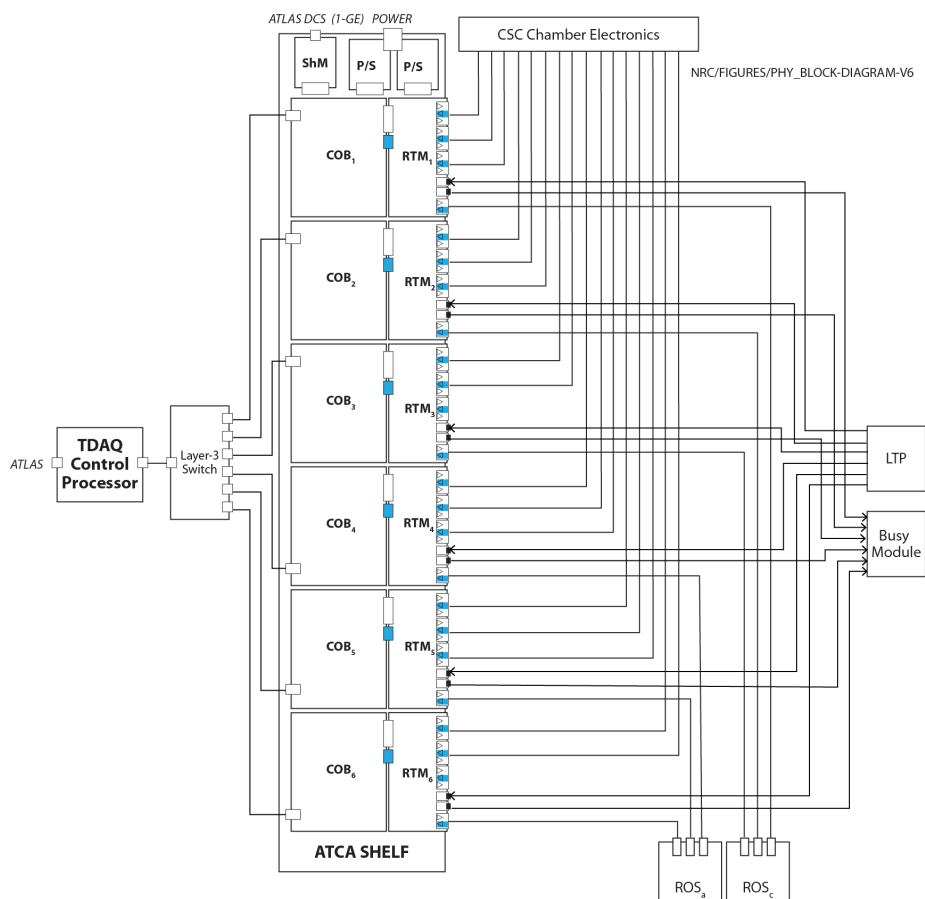 ATLAS DCS (1-GE) POWER
CSC Chamber Electronics
ShM
P/S
P/S
NRC/FIGURES/PHY_BLOCK-DIAGRAM-V6
COB1
RTM1
COB2
RTM2
COB3
RTM3
TDAQ
Control
Processor
ATLAS
Layer-3
Switch
LTP
COB4
RTM4
Busy
Module
COB5
RTM5
COB6
RTM6
ATCA SHELF
ROSa
ROSc